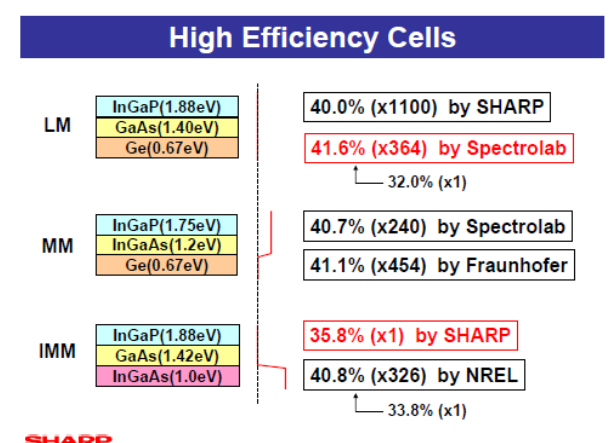 High Efficiency Cells
LM
InGaP(1.88eV)
GaAs(1.40eV)
Ge(0.67eV)
40.0% (x1100) by SHARP
41.6% (x364) by Spectrolab
32.0% (x1)
MM
InGaP(1.75eV)
InGaAs(1.2eV)
Ge(0.67eV)
40.7% (x240) by Spectrolab
41.1% (x454) by Fraunhofer
IMM
InGaP(1.88eV)
GaAs(1.42eV)
InGaAs(1.0eV)
35.8% (x1) by SHARP
40.8% (x326) by NREL
33.8% (x1)
SHARP